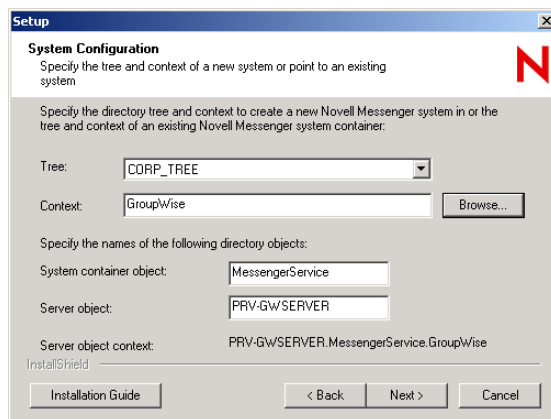 Setup
System Configuration
Specify the tree and context of a new system or point to an existing
system
N
Specify the directory tree and context to create a new Novell Messenger system in or the
tree and context of an existing Novell Messenger system container:
Tree: CORP_TREE
Context: GroupWise Browse...
Specify the names of the following directory objects:
System container object: MessengerService
Server object: PRV-GWSERVER
Server object context: PRV-GWSERVER.MessengerService.GroupWise
InstallShield
Installation Guide < Back Next > Cancel